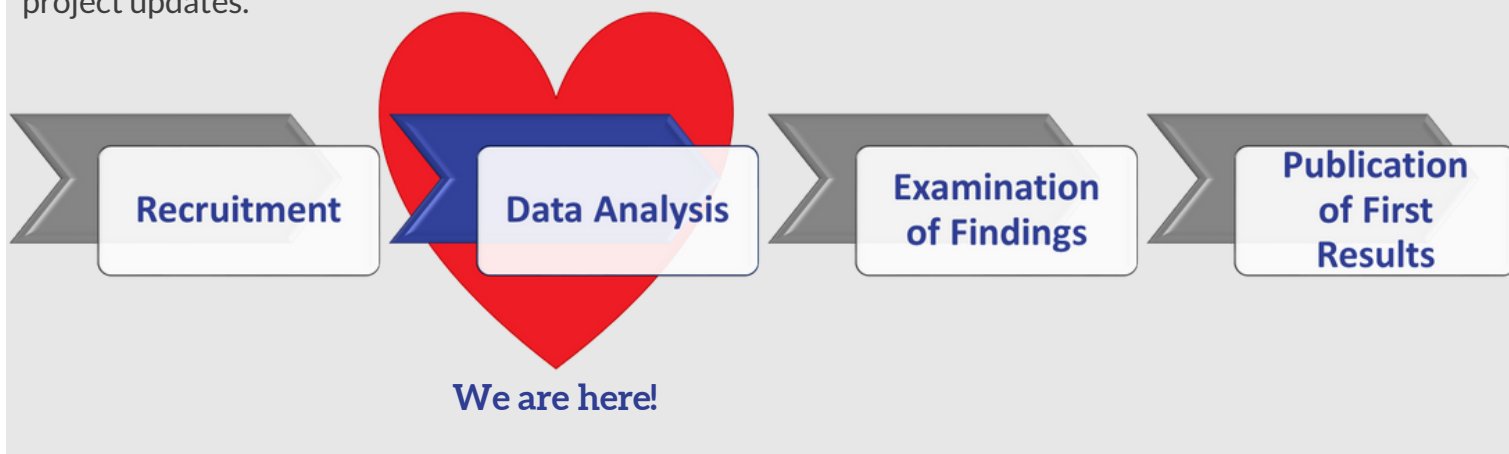 project updates.
Recruitment
Data Analysis
Examination
of Findings
Publication
of First
Results
We are here!